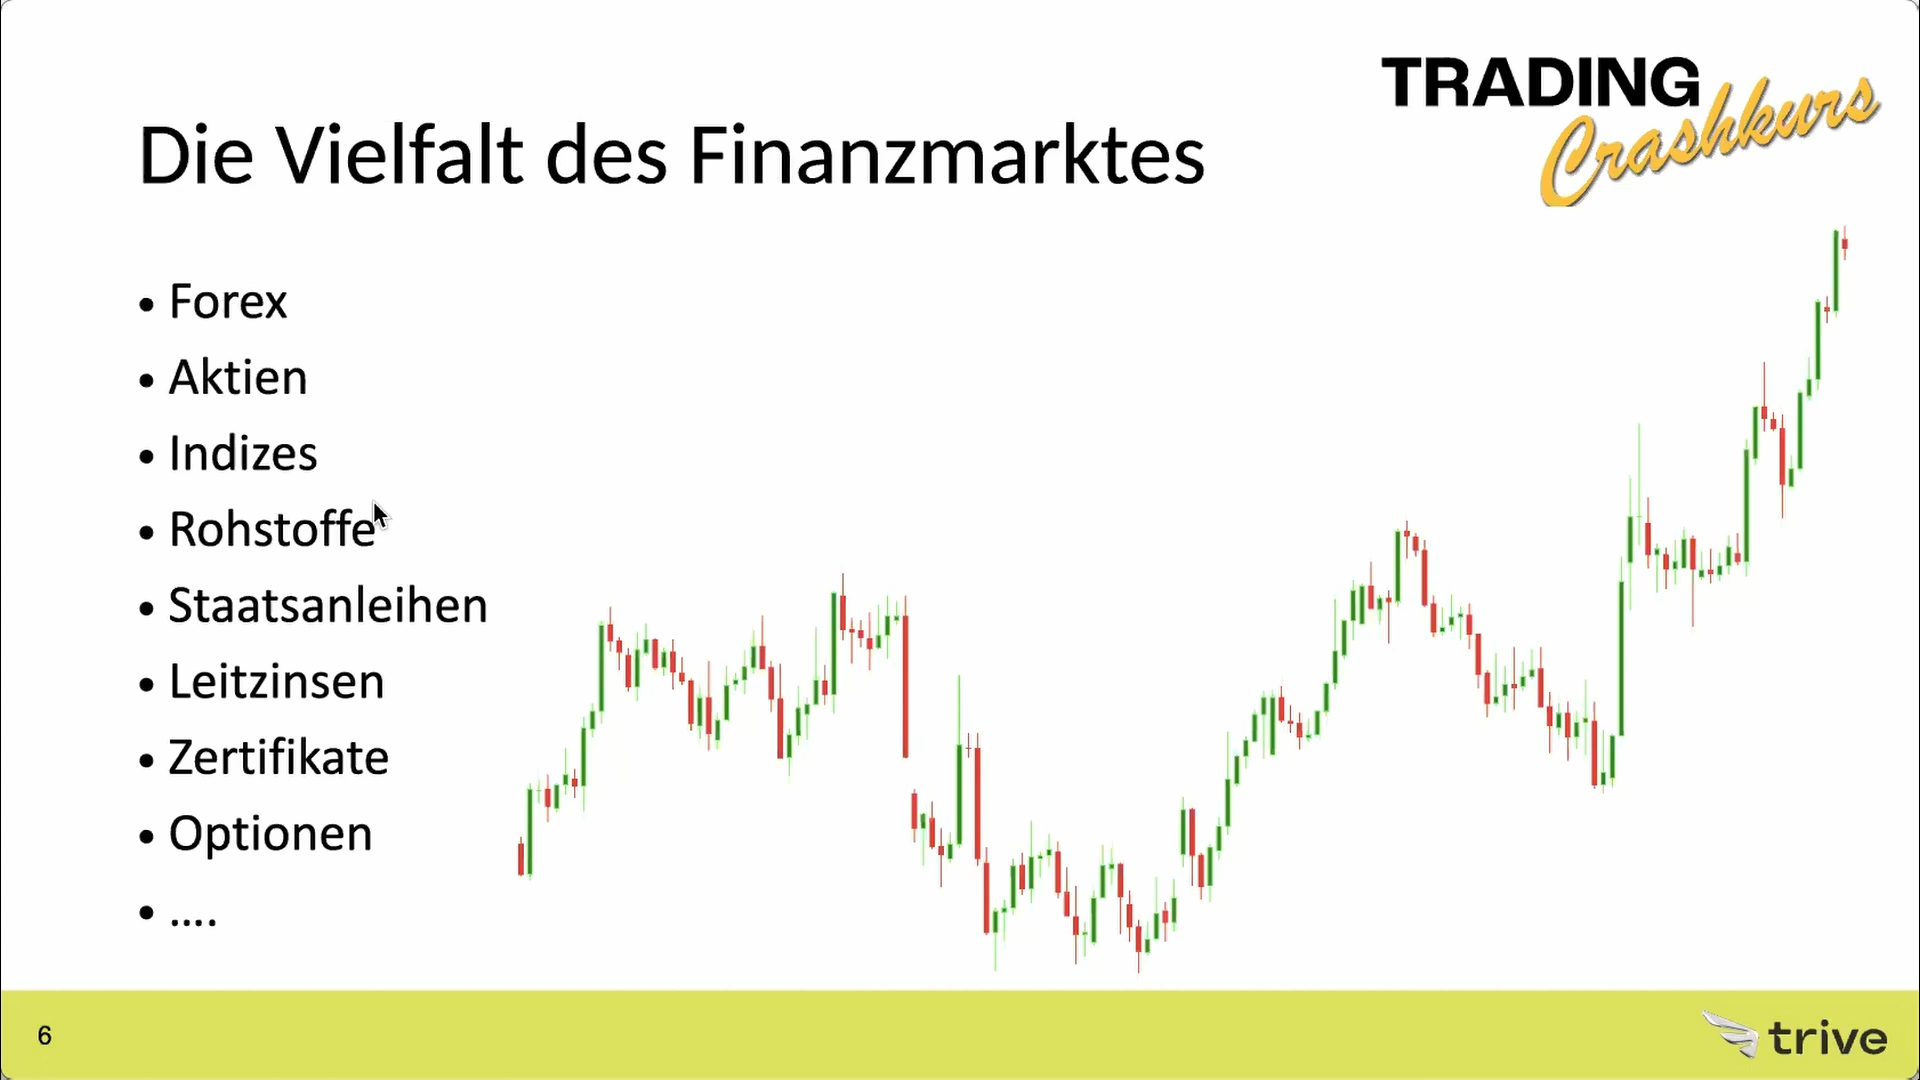 TRADING
Crashkurs
Die Vielfalt des Finanzmarktes
• Forex
• Aktien
• Indizes
• Rohstoffe
• Staatsanleihen
• Leitzinsen
• Zertifikate
• Optionen
• ....
6
trive